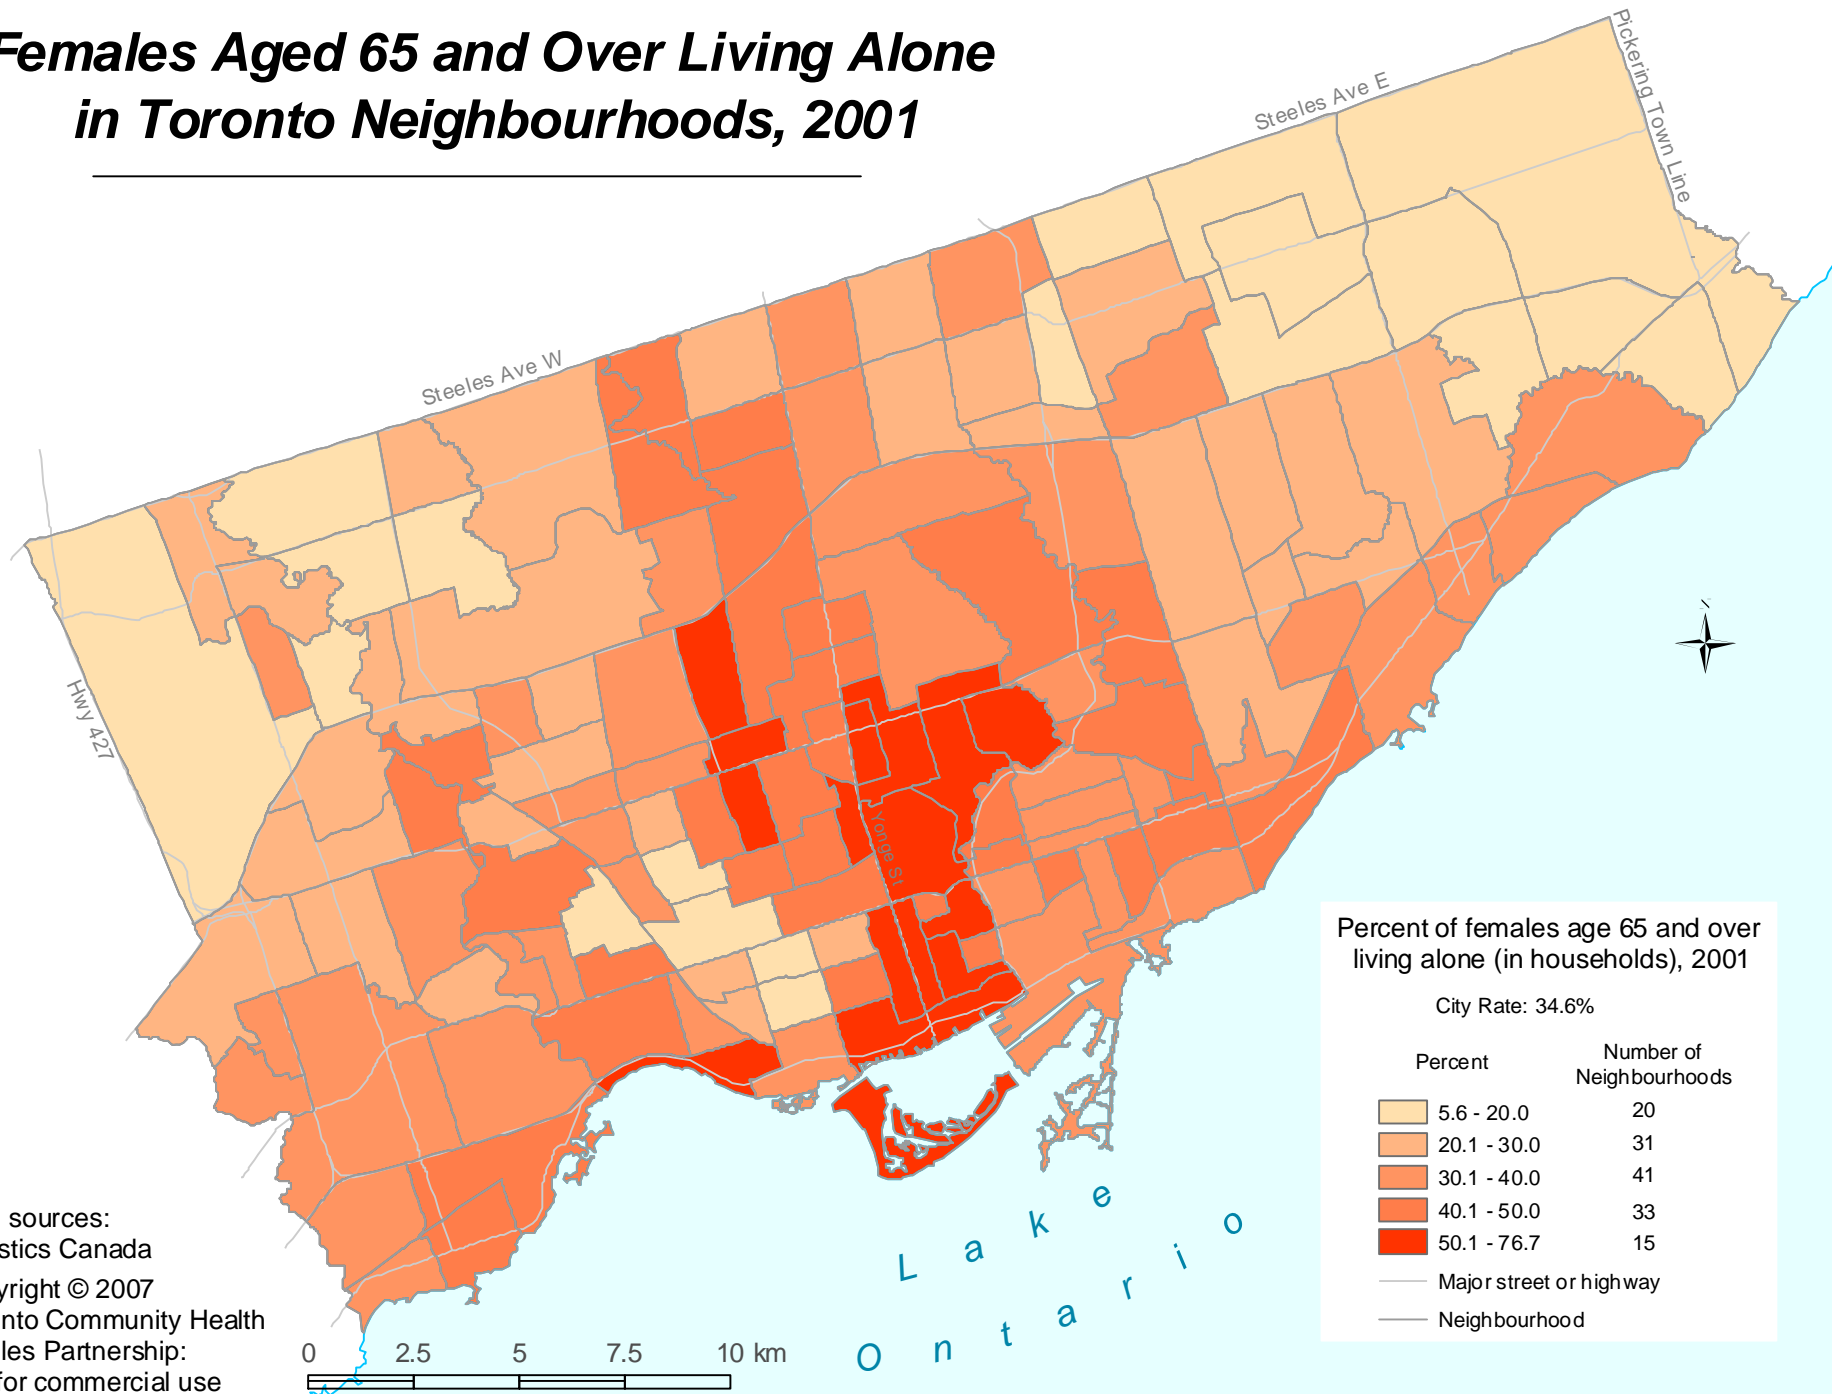 Females Aged 65 and Over Living Alone
in Toronto Neighbourhoods, 2001
Pickering Town Line
Steeles Ave E
Steeles Ave W
Hwy 427
Yonge St
N
Percent of females age 65 and over
living alone (in households), 2001
City Rate: 34.6%
Percent
Number of
Neighbourhoods
5.6 - 20.0 20
20.1 - 30.0 31
30.1 - 40.0 41
40.1 - 50.0 33
50.1 - 76.7 15
Major street or highway
Neighbourhood
Lake
Ontario
sources:
stics Canada
yright © 2007
nto Community Health
les Partnership:
for commercial use
0 2.5 5 7.5 10 km